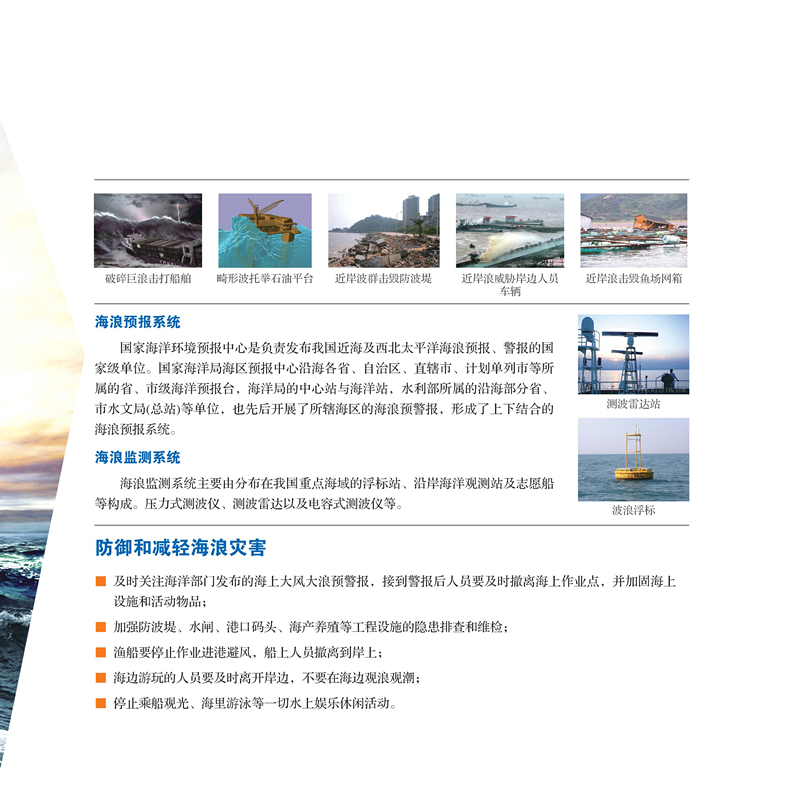 破碎巨浪击打船舶
畸形波托举石油平台
近岸波群击毁防波堤
近岸浪威胁岸边人员
车辆
近岸浪击毁鱼场网箱
海浪预报系统
国家海洋环境预报中心是负责发布我国近海及西北太平洋海浪预报、警报的国
家级单位。国家海洋局海区预报中心沿海各省、自治区、直辖市、计划单列市等所
属的省、市级海洋预报台，海洋局的中心站与海洋站，水利部所属的沿海部分省、
市水文局(总站)等单位，也先后开展了所辖海区的海浪预警报，形成了上下结合的
海浪预报系统。
测波雷达站
海浪监测系统
海浪监测系统主要由分布在我国重点海域的浮标站、沿岸海洋观测站及志愿船
等构成。压力式测波仪、测波雷达以及电容式测波仪等。
波浪浮标
防御和减轻海浪灾害
及时关注海洋部门发布的海上大风大浪预警报，接到警报后人员要及时撤离海上作业点，并加固海上
设施和活动物品；
加强防波堤、水闸、港口码头、海产养殖等工程设施的隐患排查和维检；
渔船要停止作业进港避风，船上人员撤离到岸上；
海边游玩的人员要及时离开岸边，不要在海边观浪观潮；
停止乘船观光、海里游泳等一切水上娱乐休闲活动。